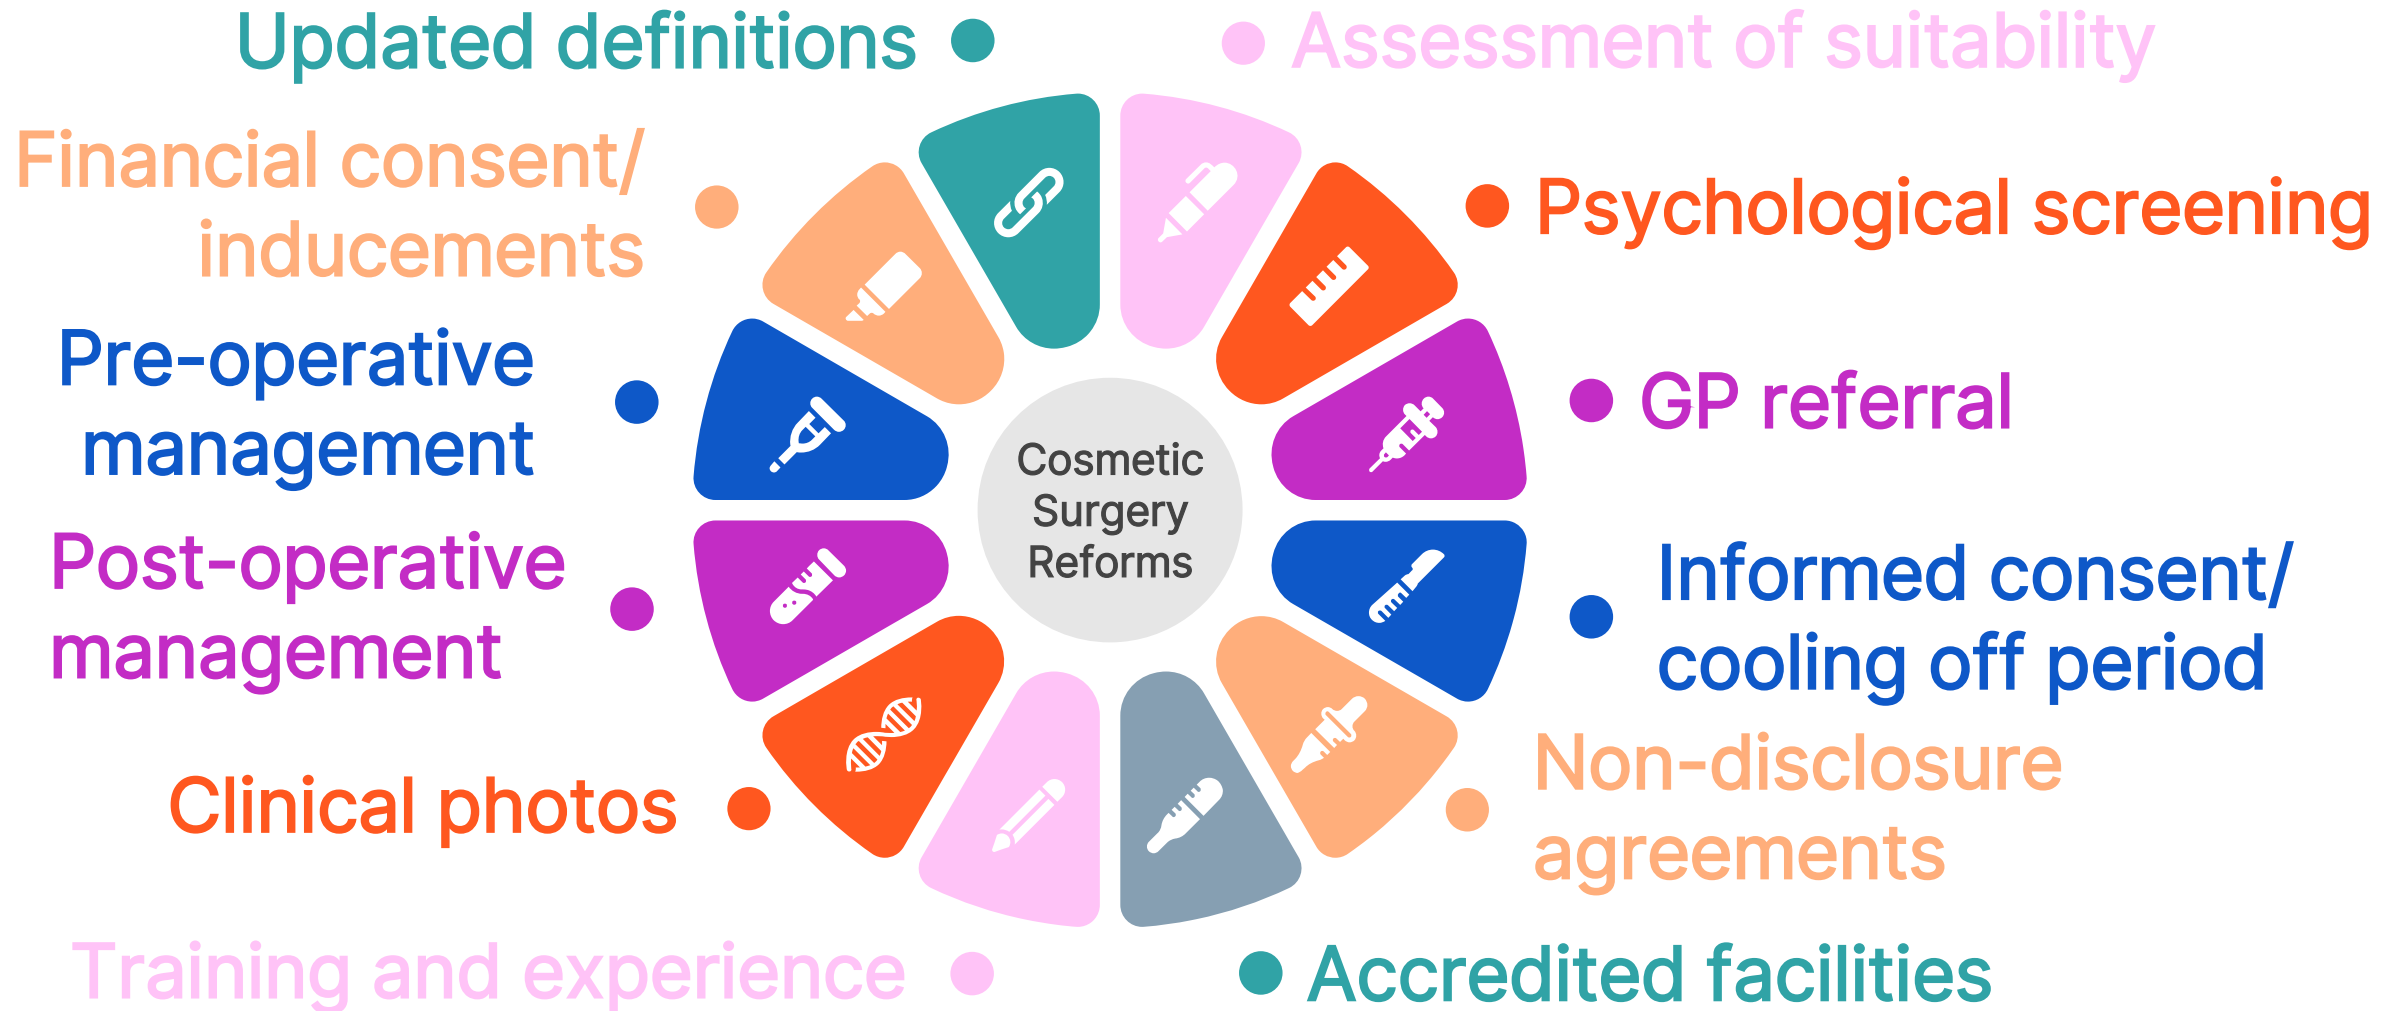 Updated definitions
Assessment of suitability
Financial consent/
inducements
Psychological screening
Pre-operative
management
GP referral
Cosmetic
Surgery
Reforms
Post-operative
management
Informed consent/
cooling off period
Clinical photos
Non-disclosure
agreements
Training and experience
Accredited facilities